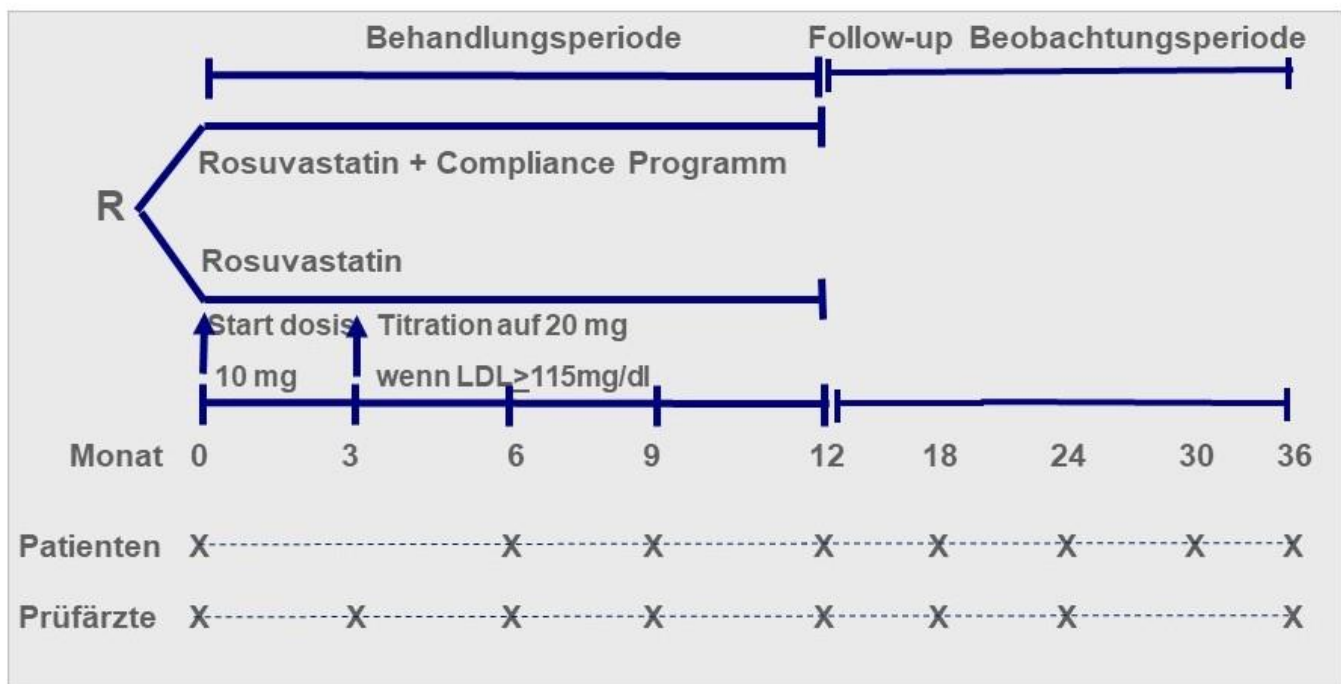 Behandlungsperiode Follow-up Beobachtungsperiode
Rosuvastatin + Compliance Programm
R
Rosuvastatin
Start dosis Titration auf 20 mg
10 mg wenn LDL≥115mg/dl
Monat 0 3 6 9 12 18 24 30 36
Patienten X X X X X X X X
Prüfärzte X X X X X X X X